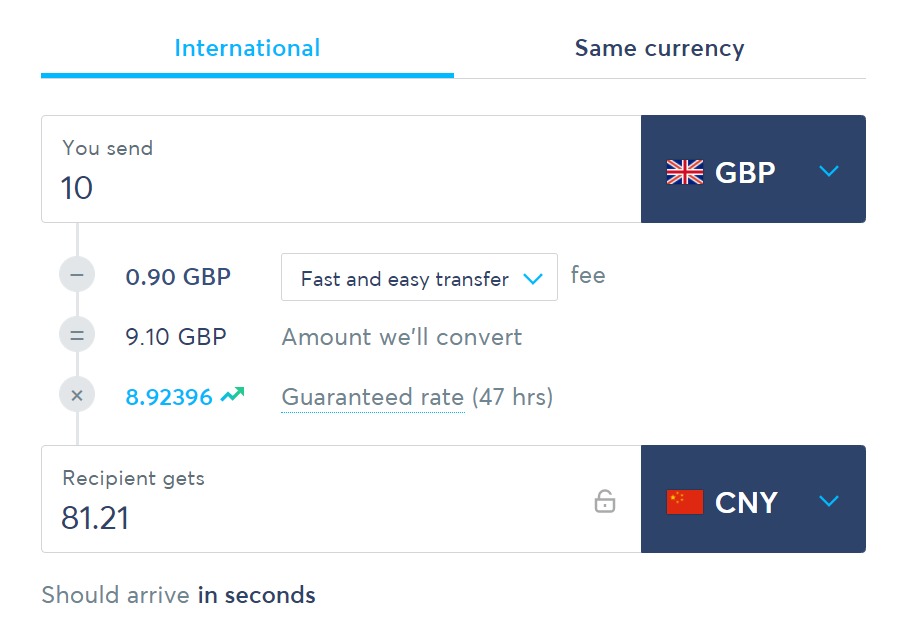 International Same currency
You send
10 GBP
0.90 GBP Fast and easy transfer fee
9.10 GBP Amount we'll convert
8.92396 Guaranteed rate (47 hrs)
Recipient gets
81.21 CNY
Should arrive in seconds